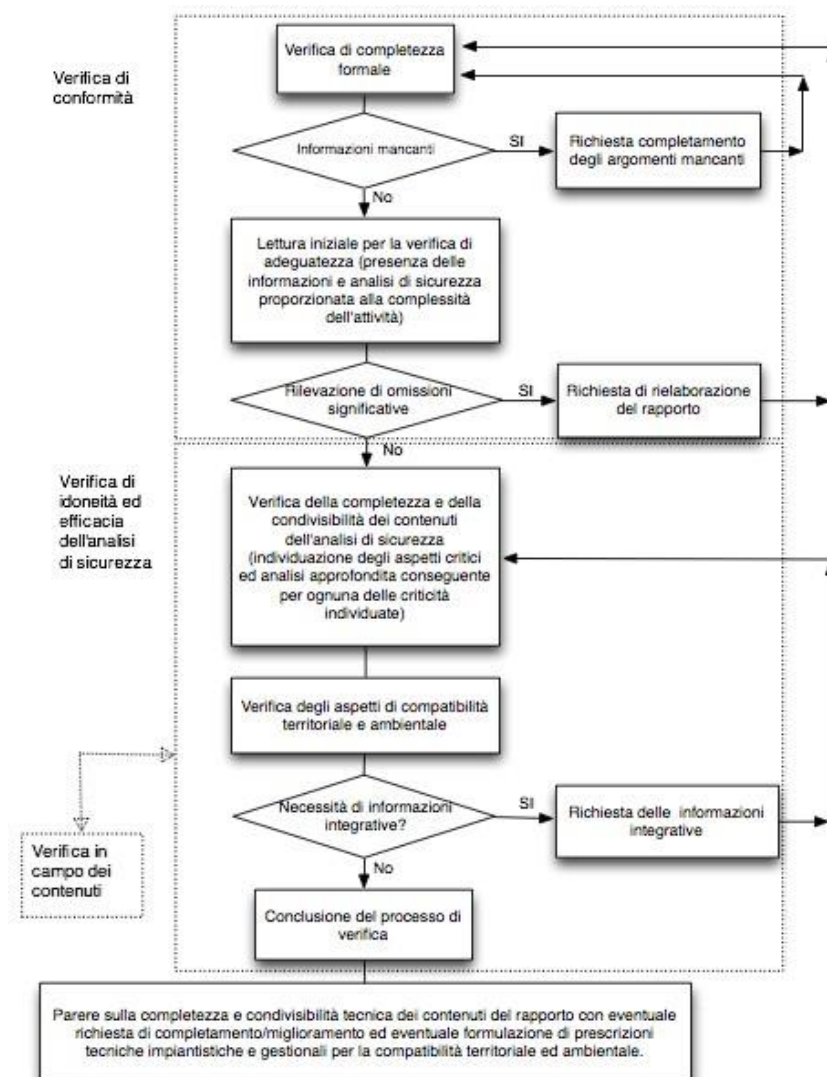 Verifica di completezza
formale
Verifica di
conformità
Informazioni mancanti
SI
Richiesta completamento
degli argomenti mancanti
No
Lettura iniziale per la verifica di
adeguatezza (presenza delle
informazioni e analisi di sicurezza
proporzionata alla complessità
dell'attività)
Rilevazione di omissioni
significative
SI
Richiesta di rielaborazione
del rapporto
No
Verifica di
idoneità ed
efficacia
dell'analisi
di sicurezza
Verifica della completezza e della
condivisibilità dei contenuti
dell'analisi di sicurezza
(individuazione degli aspetti critici
ed analisi approfondita conseguente
per ognuna delle criticità
individuate)
Verifica degli aspetti di compatibilità
territoriale e ambientale
Necessità di informazioni
integrative?
SI
Richiesta delle informazioni
integrative
Verifica in
campo dei
contenuti
No
Conclusione del processo di
verifica
Parere sulla completezza e condivisibilità tecnica dei contenuti del rapporto con eventuale
richiesta di completamento/miglioramento ed eventuale formulazione di prescrizioni
tecniche impiantistiche e gestionali per la compatibilità territoriale ed ambientale.